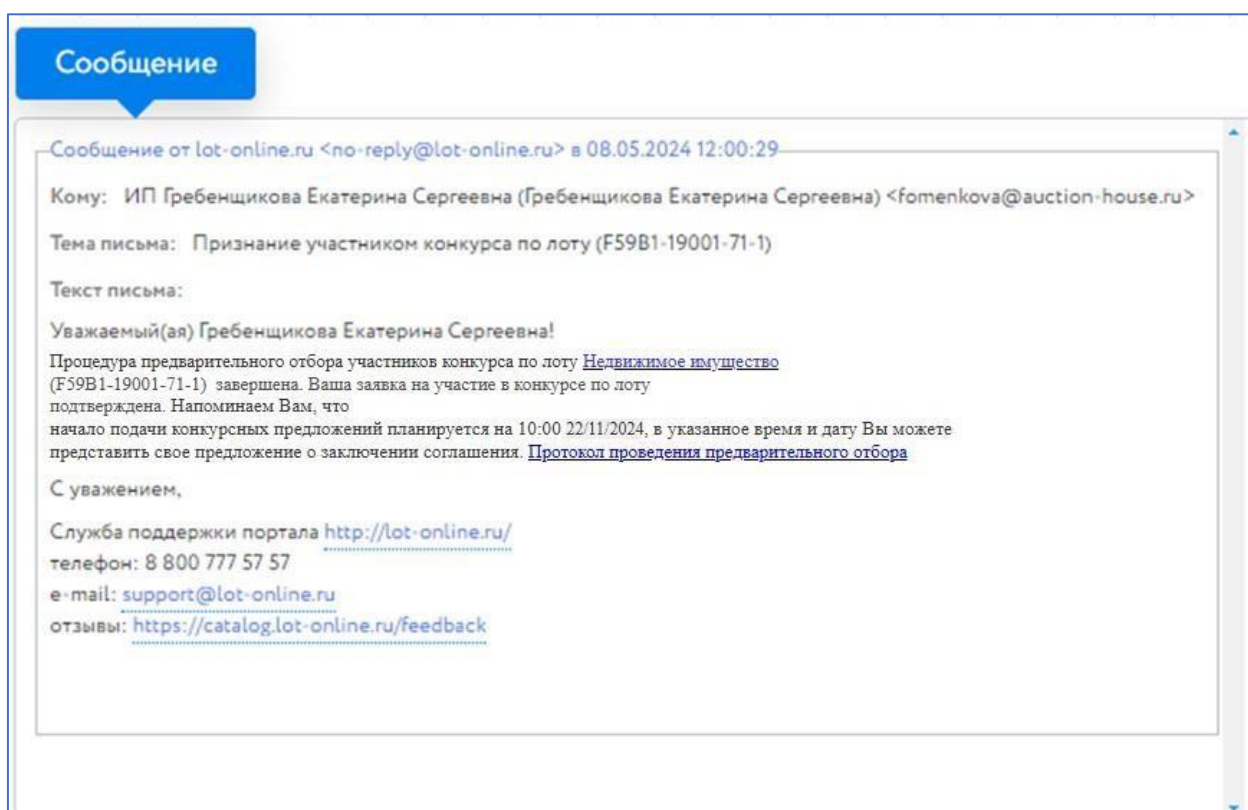 Сообщение
Сообщение от lot-online.ru <no-reply@lot-online.ru> в 08.05.2024 12:00:29
Кому: ИП Гребенщикова Екатерина Сергеевна (Гребенщикова Екатерина Сергеевна) <fomenkova@auction-house.ru>
Тема письма: Признание участником конкурса по лоту (F59B1-19001-71-1)
Текст письма:
Уважаемый(ая) Гребенщикова Екатерина Сергеевна!
Процедура предварительного отбора участников конкурса по лоту Недвижимое имущество
(F59B1-19001-71-1) завершена. Ваша заявка на участие в конкурсе по лоту
подтверждена. Напоминаем Вам, что
начало подачи конкурсных предложений планируется на 10:00 22/11/2024, в указанное время и дату Вы можете
представить свое предложение о заключении соглашения. Протокол проведения предварительного отбора
С уважением,
Служба поддержки портала http://lot-online.ru/
телефон: 8 800 777 57 57
e-mail: support@lot-online.ru
отзывы: https://catalog.lot-online.ru/feedback